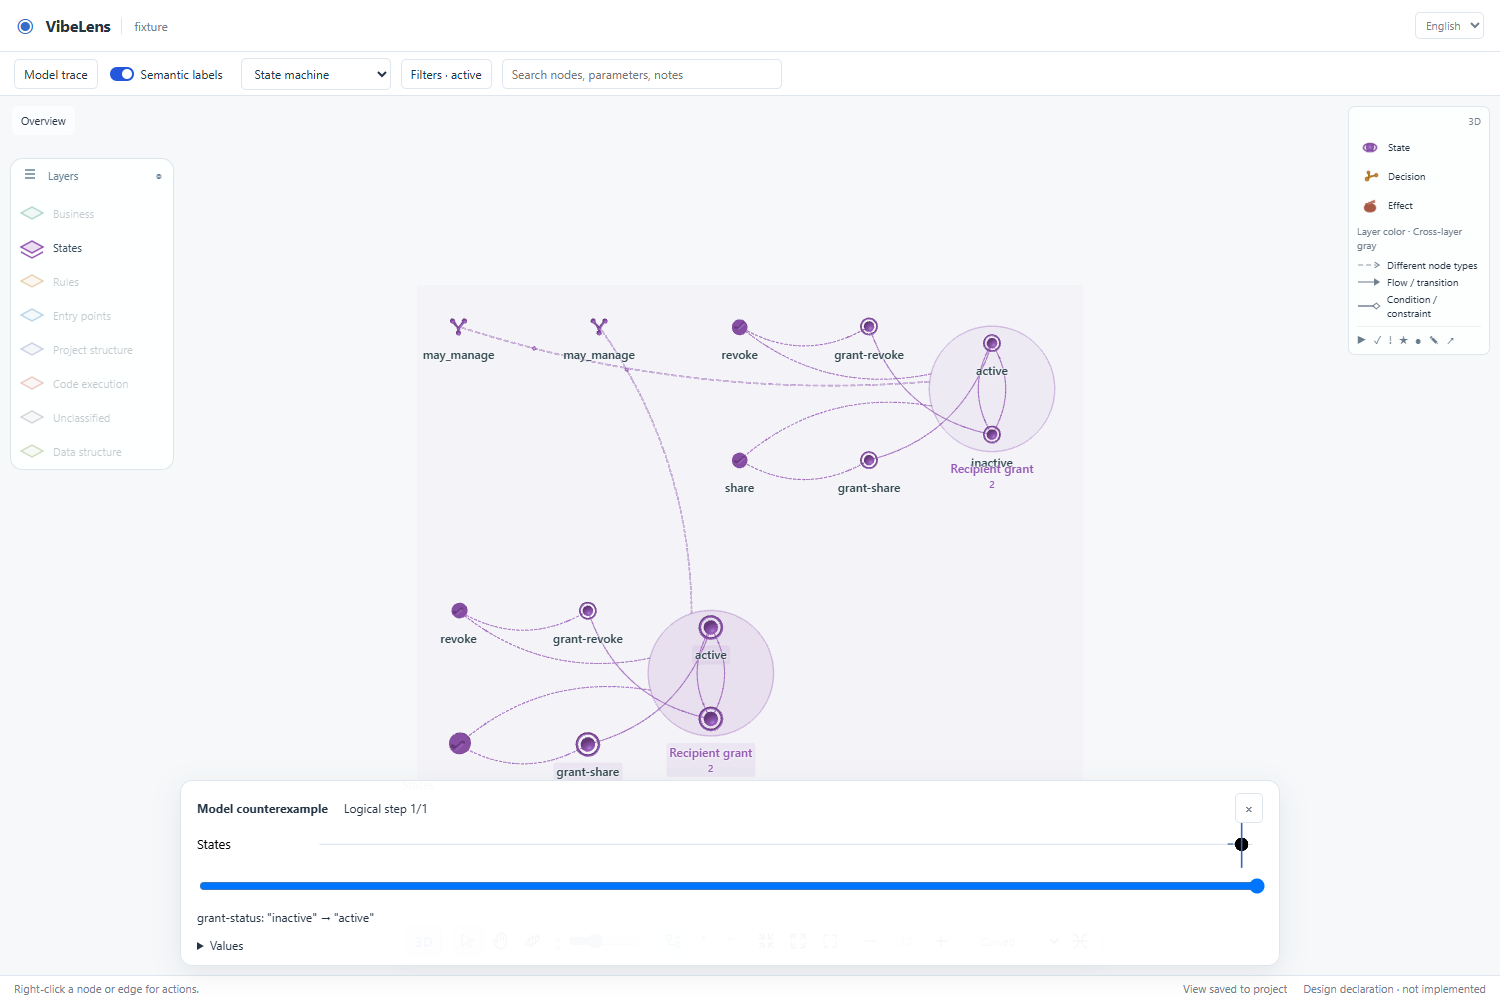 VibeLens
fixture
English
Model trace
Semantic labels
State machine
Filters · active
Search nodes, parameters, notes
Overview
Layers
Business
States
Rules
Entry points
Project structure
Code execution
Unclassified
Data structure
3D
State
Decision
Effect
Layer color · Cross-layer
gray
Different node types
Flow / transition
Condition /
constraint
may_manage
may_manage
revoke
grant-revoke
active
inactive
Recipient grant
2
share
grant-share
revoke
grant-revoke
active
Recipient grant
2
grant-share
Model counterexample
Logical step 1/1
×
States
grant-status: "inactive" → "active"
Values
Right-click a node or edge for actions.
View saved to project
Design declaration · not implemented